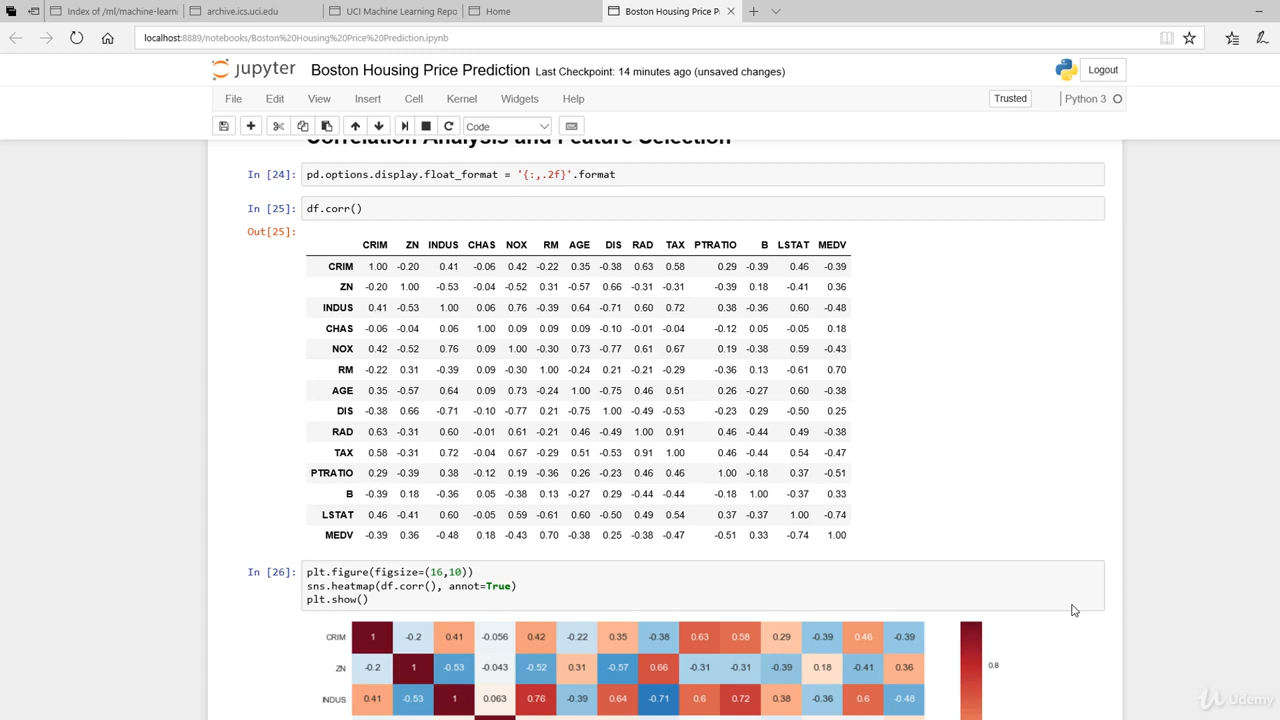 Index of /ml/machine-learni
archive.ics.uci.edu
UCI Machine Learning Repo
Home
Boston Housing Price P
localhost:8889/notebooks/Boston%20Housing%20Price%20Prediction.ipynb
jupyter Boston Housing Price Prediction Last Checkpoint: 14 minutes ago (unsaved changes) Logout
File Edit View Insert Cell Kernel Widgets Help Trusted Python 3
Code
Correlation Analysis and Feature Selection
In [24]: pd.options.display.float_format = '{:,.2f}'.format
In [25]: df.corr()
Out[25]:
CRIM ZN INDUS CHAS NOX RM AGE DIS RAD TAX PTRATIO B LSTAT MEDV
CRIM 1.00 -0.20 0.41 -0.06 0.42 -0.22 0.35 -0.38 0.63 0.58 0.29 -0.39 0.46 -0.39
ZN -0.20 1.00 -0.53 -0.04 -0.52 0.31 -0.57 0.66 -0.31 -0.31 -0.39 0.18 -0.41 0.36
INDUS 0.41 -0.53 1.00 0.06 0.76 -0.39 0.64 -0.71 0.60 0.72 0.38 -0.36 0.60 -0.48
CHAS -0.06 -0.04 0.06 1.00 0.09 0.09 0.09 -0.10 -0.01 -0.04 -0.12 0.05 -0.05 0.18
NOX 0.42 -0.52 0.76 0.09 1.00 -0.30 0.73 -0.77 0.61 0.67 0.19 -0.38 0.59 -0.43
RM -0.22 0.31 -0.39 0.09 -0.30 1.00 -0.24 0.21 -0.21 -0.29 -0.36 0.13 -0.61 0.70
AGE 0.35 -0.57 0.64 0.09 0.73 -0.24 1.00 -0.75 0.46 0.51 0.26 -0.27 0.60 -0.38
DIS -0.38 0.66 -0.71 -0.10 -0.77 0.21 -0.75 1.00 -0.49 -0.53 -0.23 0.29 -0.50 0.25
RAD 0.63 -0.31 0.60 -0.01 0.61 -0.21 0.46 -0.49 1.00 0.91 0.46 -0.44 0.49 -0.38
TAX 0.58 -0.31 0.72 -0.04 0.67 -0.29 0.51 -0.53 0.91 1.00 0.46 -0.44 0.54 -0.47
PTRATIO 0.29 -0.39 0.38 -0.12 0.19 -0.36 0.26 -0.23 0.46 0.46 1.00 -0.18 0.37 -0.51
B -0.39 0.18 -0.36 0.05 -0.38 0.13 -0.27 0.29 -0.44 -0.44 -0.18 1.00 -0.37 0.33
LSTAT 0.46 -0.41 0.60 -0.05 0.59 -0.61 0.60 -0.50 0.49 0.54 0.37 -0.37 1.00 -0.74
MEDV -0.39 0.36 -0.48 0.18 -0.43 0.70 -0.38 0.25 -0.38 -0.47 -0.51 0.33 -0.74 1.00
In [26]: plt.figure(figsize=(16,10))
sns.heatmap(df.corr(), annot=True)
plt.show()
CRIM 1 -0.2 0.41 -0.056 0.42 -0.22 0.35 -0.38 0.63 0.58 0.29 -0.39 0.46 -0.39
ZN -0.2 1 -0.53 -0.043 -0.52 0.31 -0.57 0.66 -0.31 -0.31 -0.39 0.18 -0.41 0.36
0.8
INDUS 0.41 -0.53 1 0.063 0.76 -0.39 0.64 -0.71 0.6 0.72 0.38 -0.36 0.6 -0.48
Udemy